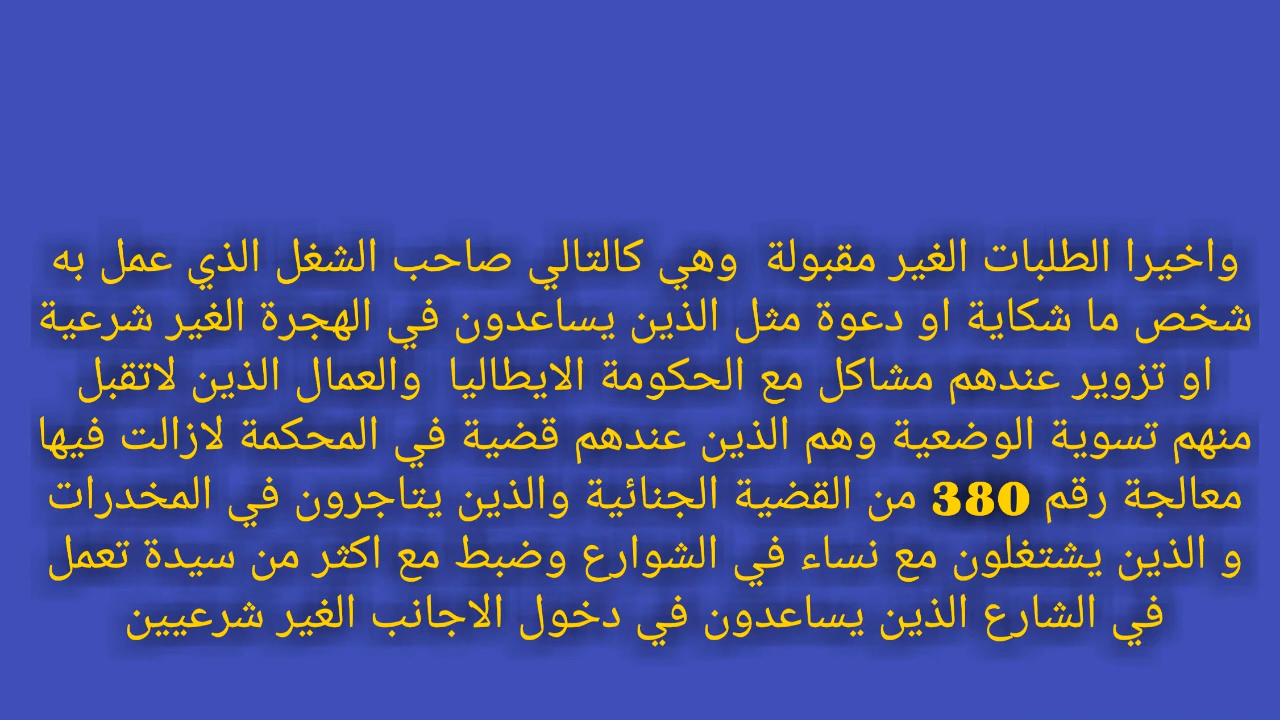 واخيرا الطلبات الغير مقبولة وهي كالتالي صاحب الشغل الذي عمل به
شخص ما شكاية او دعوة مثل الذين يساعدون في الهجرة الغير شرعية
او تزوير عندهم مشاكل مع الحكومة الايطاليا والعمال الذين لاتقبل
منهم تسوية الوضعية وهم الذين عندهم قضية في المحكمة لازالت فيها
معالجة رقم 380 من القضية الجنائية والذين يتاجرون في المخدرات
و الذين يشتغلون مع نساء في الشوارع وضبط مع اكثر من سيدة تعمل
في الشارع الذين يساعدون في دخول الاجانب الغير شرعيين